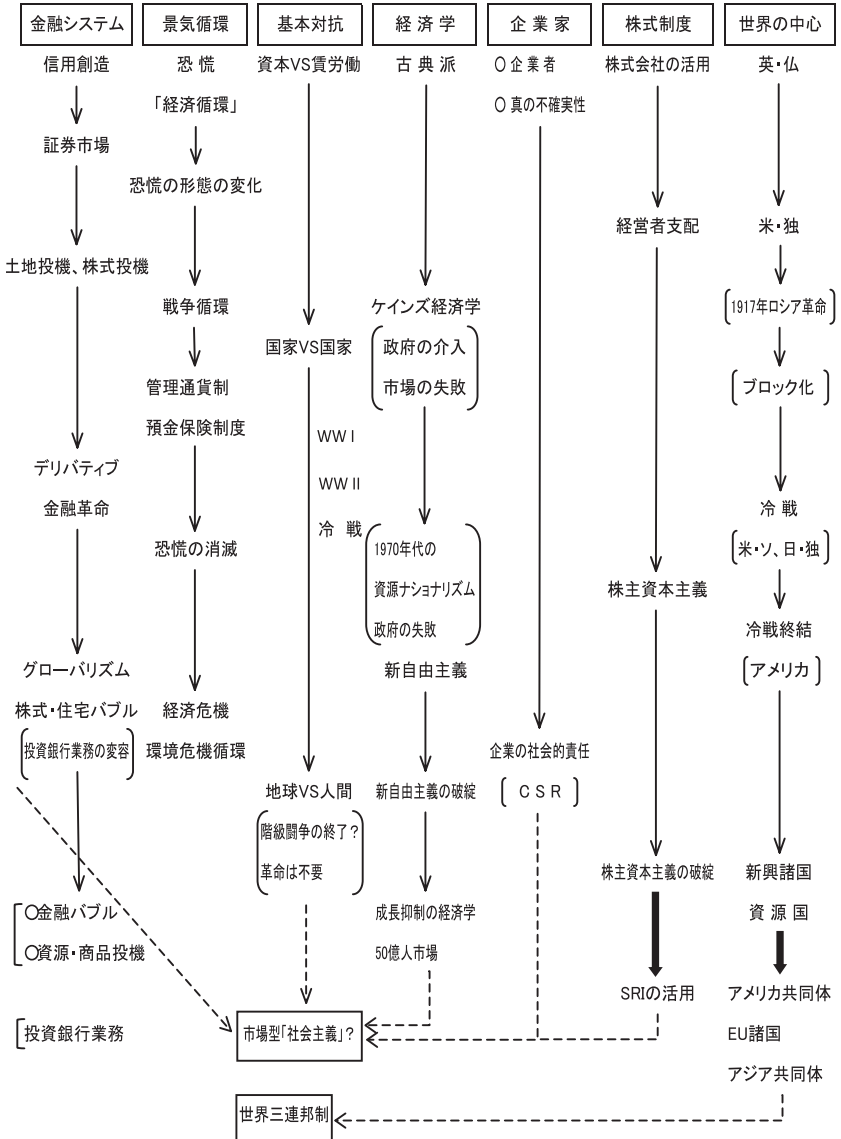 金融システム
信用創造
証券市場
土地投機、株式投機
デリバティブ
金融革命
グローバリズム
株式・住宅バブル
投資銀行業務の変容
○金融バブル
○資源・商品投機
投資銀行業務
景気循環
恐慌
「経済循環」
恐慌の形態の変化
戦争循環
管理通貨制
預金保険制度
恐慌の消滅
経済危機
環境危機循環
基本対抗
資本VS賃労働
国家VS国家
WWⅠ
WWⅡ
冷戦
地球VS人間
階級闘争の終了?
革命は不要
市場型「社会主義」?
世界三連邦制
経済学
古典派
ケインズ経済学
政府の介入
市場の失敗
1970年代の
資源ナショナリズム
政府の失敗
新自由主義
新自由主義の破綻
成長抑制の経済学
50億人市場
企業家
○企業者
○真の不確実性
企業の社会的責任
CSR
株式制度
株式会社の活用
経営者支配
株主資本主義
株主資本主義の破綻
SRIの活用
世界の中心
英・仏
米・独
1917年ロシア革命
ブロック化
冷戦
米・ソ、日・独
冷戦終結
アメリカ
新興諸国
資源国
アメリカ共同体
EU諸国
アジア共同体